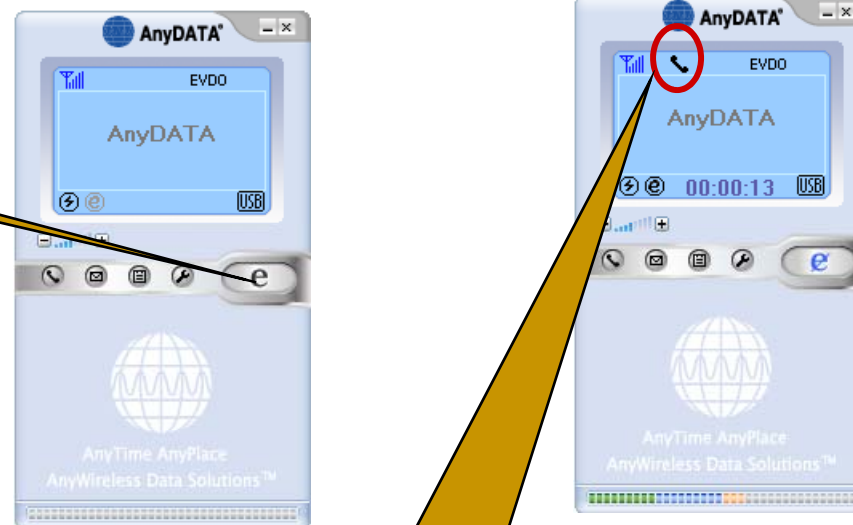 AnyDATA®
EVDO
AnyDATA
USB
e
AnyTime AnyPlace
AnyWireless Data Solutions™
AnyDATA®
EVDO
AnyDATA
00:00:13
USB
e
AnyTime AnyPlace
AnyWireless Data Solutions™